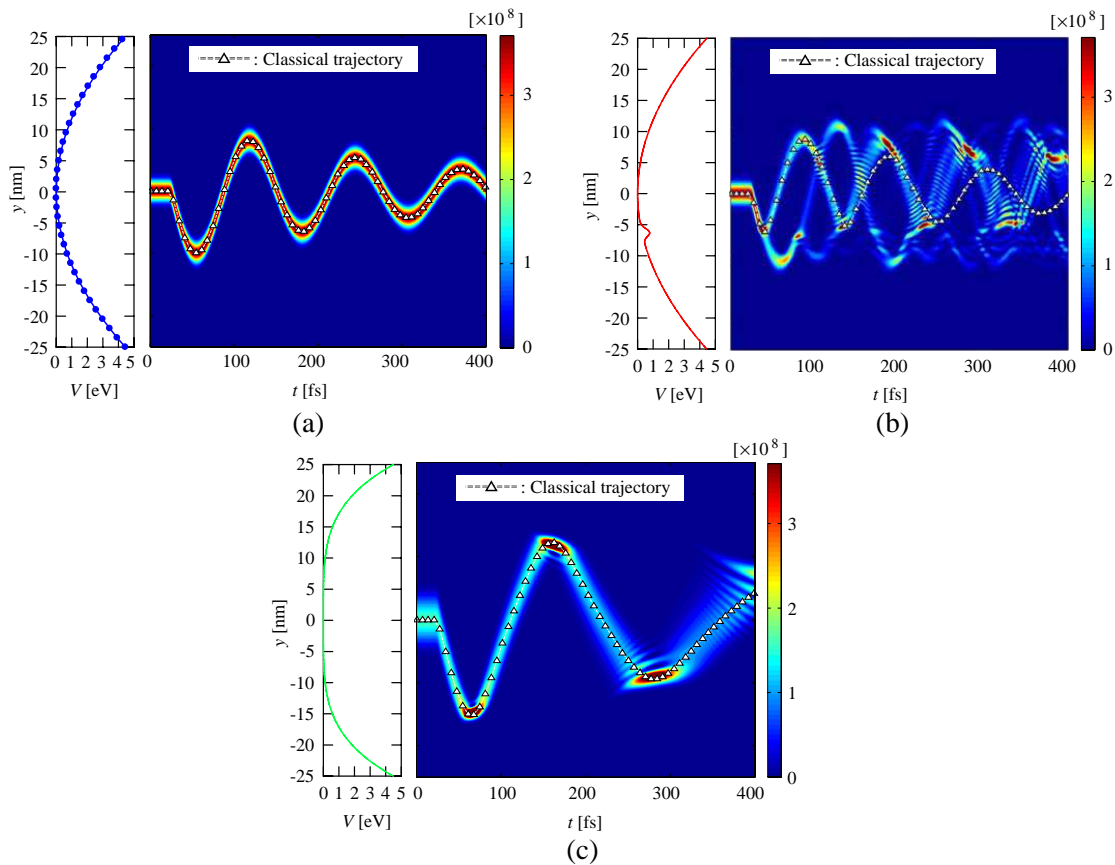 [×10⁸]
25
20
15
10
5
0
-5
-10
-15
-20
-25
y [nm]
0 1 2 3 4 5
V [eV]
: Classical trajectory
0 100 200 300 400
t [fs]
3
2
1
0
(a)
[×10⁸]
25
20
15
10
5
0
-5
-10
-15
-20
-25
y [nm]
0 1 2 3 4 5
V [eV]
: Classical trajectory
0 100 200 300 400
t [fs]
3
2
1
0
(b)
[×10⁸]
25
20
15
10
5
0
-5
-10
-15
-20
-25
y [nm]
0 1 2 3 4 5
V [eV]
: Classical trajectory
0 100 200 300 400
t [fs]
3
2
1
0
(c)